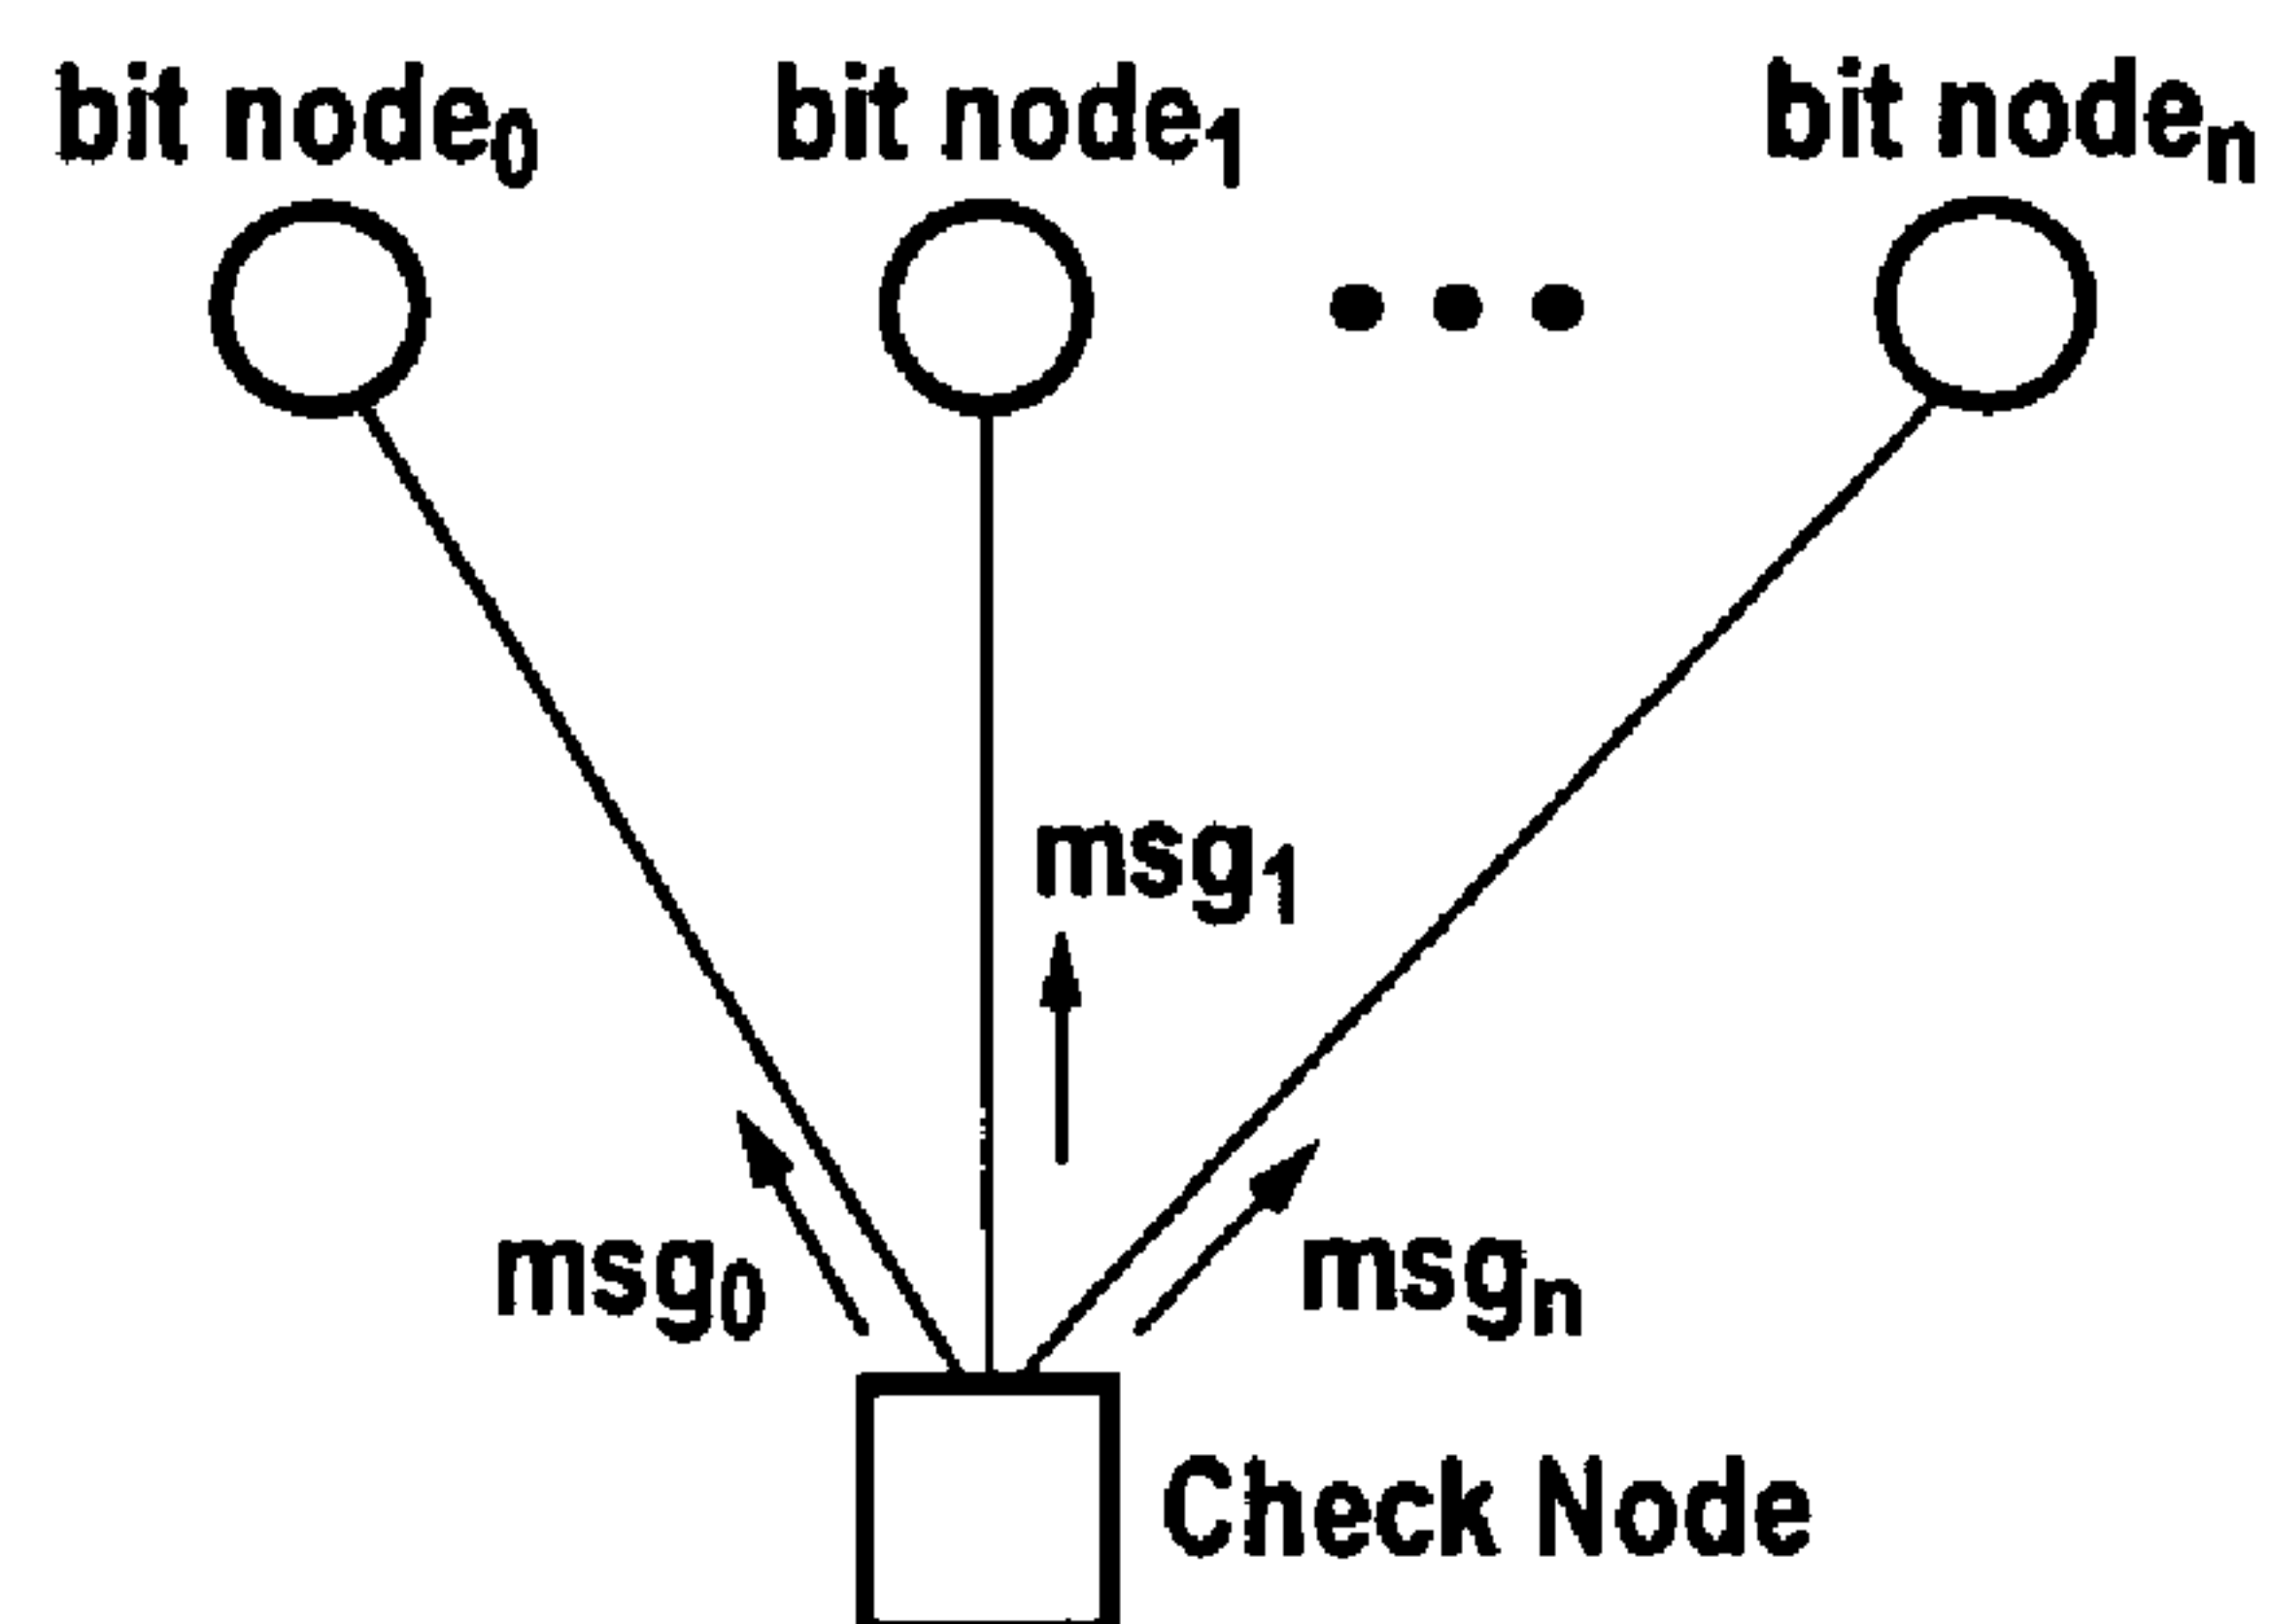 bit node₀ bit node₁ bit nodeₙ
msg₁
msg₀ msgₙ
Check Node